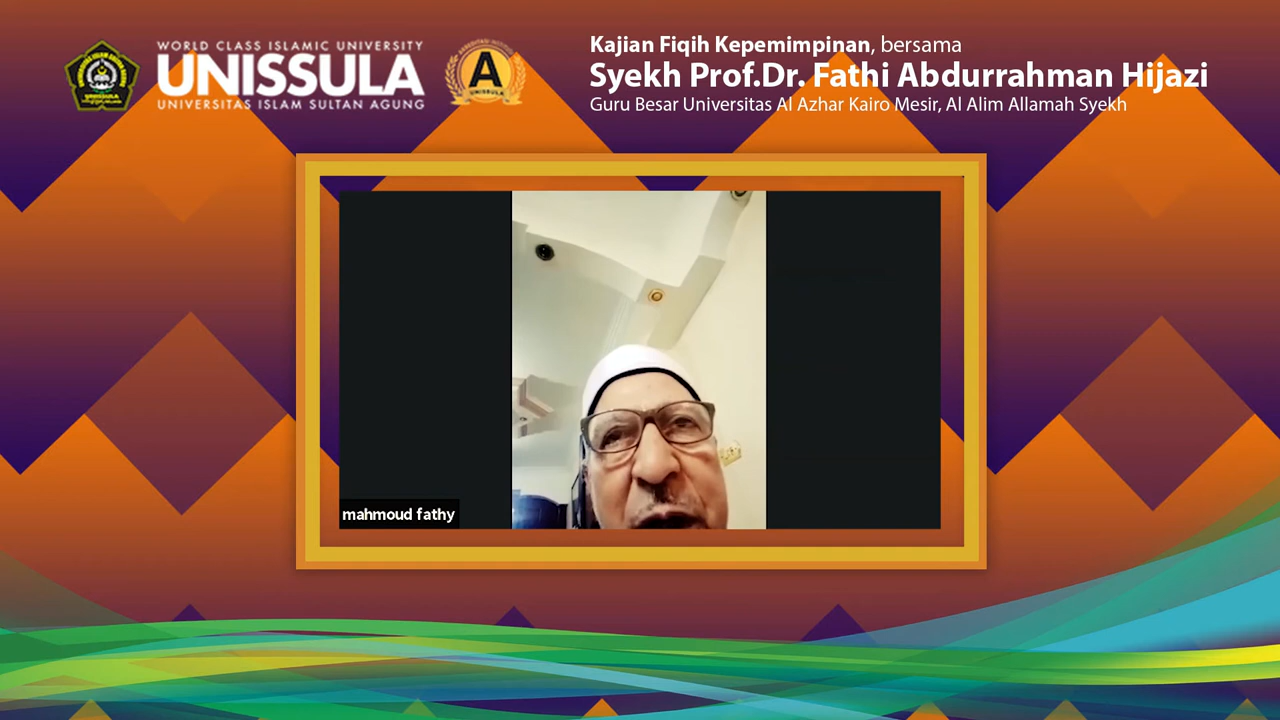 WORLD CLASS ISLAMIC UNIVERSITY
UNISSULA
UNIVERSITAS ISLAM SULTAN AGUNG
A
UNISSULA
Kajian Fiqih Kepemimpinan, bersama
Syekh Prof.Dr. Fathi Abdurrahman Hijazi
Guru Besar Universitas Al Azhar Kairo Mesir, Al Alim Allamah Syekh
mahmoud fathy